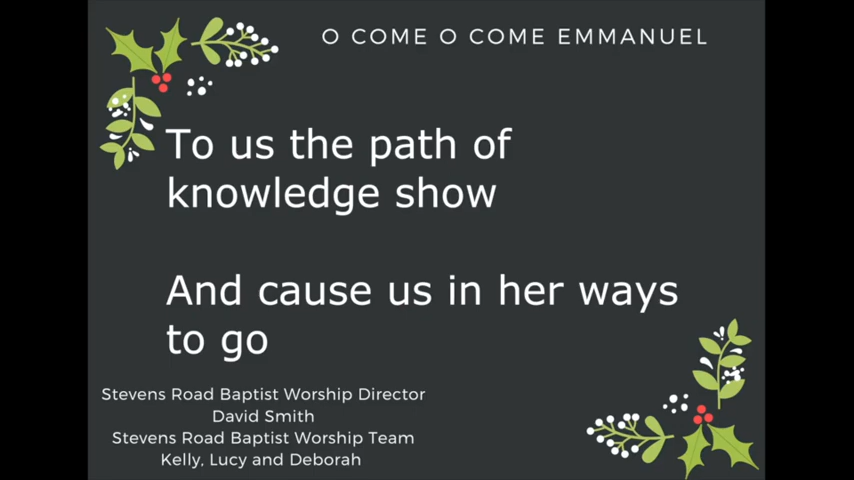 O COME O COME EMMANUEL
To us the path of
knowledge show
And cause us in her ways
to go
Stevens Road Baptist Worship Director
David Smith
Stevens Road Baptist Worship Team
Kelly, Lucy and Deborah